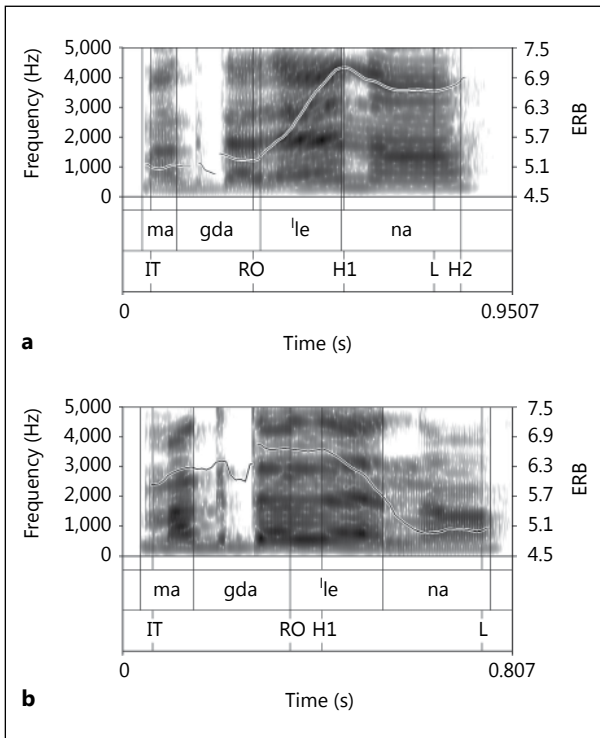 5,000 7.5
4,000 6.9
3,000 6.3
2,000 5.7
1,000 5.1
0 4.5
Frequency (Hz)
ERB
ma gda ˈle na
IT RO H1 L H2
0 0.9507
Time (s)
a
5,000 7.5
4,000 6.9
3,000 6.3
2,000 5.7
1,000 5.1
0 4.5
Frequency (Hz)
ERB
ma gda ˈle na
IT RO H1 L
0 0.807
Time (s)
b